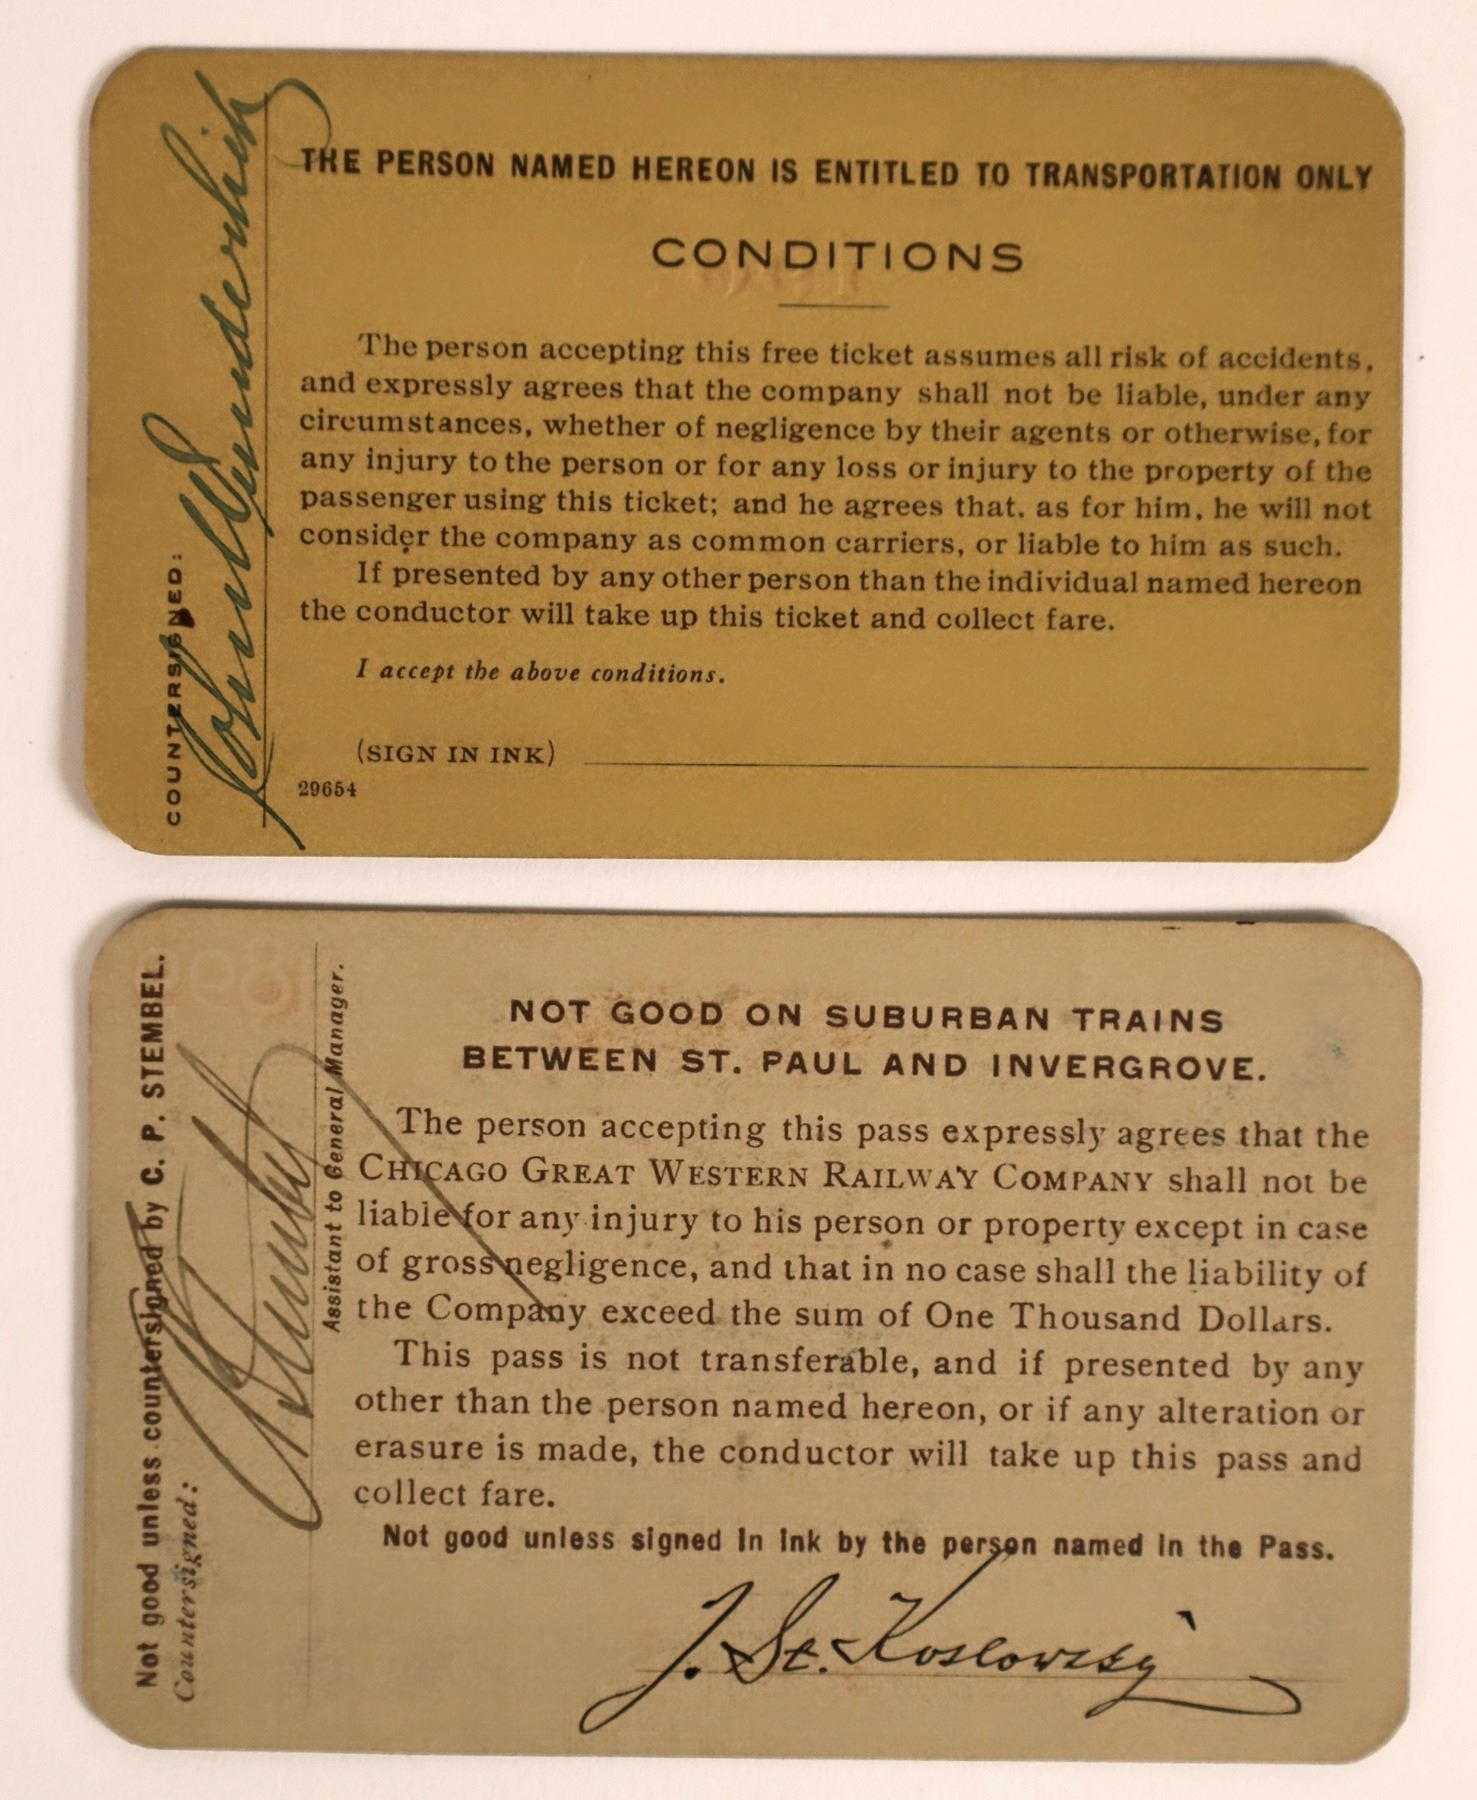 THE PERSON NAMED HEREON IS ENTITLED TO TRANSPORTATION ONLY
CONDITIONS
The person accepting this free ticket assumes all risk of accidents,
and expressly agrees that the company shall not be liable, under any
circumstances, whether of negligence by their agents or otherwise, for
any injury to the person or for any loss or injury to the property of the
passenger using this ticket; and he agrees that, as for him, he will not
consider the company as common carriers, or liable to him as such.
If presented by any other person than the individual named hereon
the conductor will take up this ticket and collect fare.
I accept the above conditions.
(SIGN IN INK)
29654
COUNTERSIGNED:
John Wunderlich
NOT GOOD ON SUBURBAN TRAINS
BETWEEN ST. PAUL AND INVERGROVE.
The person accepting this pass expressly agrees that the
CHICAGO GREAT WESTERN RAILWAY COMPANY shall not be
liable for any injury to his person or property except in case
of gross negligence, and that in no case shall the liability of
the Company exceed the sum of One Thousand Dollars.
This pass is not transferable, and if presented by any
other than the person named hereon, or if any alteration or
erasure is made, the conductor will take up this pass and
collect fare.
Not good unless signed in ink by the person named in the Pass.
J. St. Koslowsky
Not good unless countersigned by C. P. STEMBEL.
Countersigned:
Assistant to General Manager.